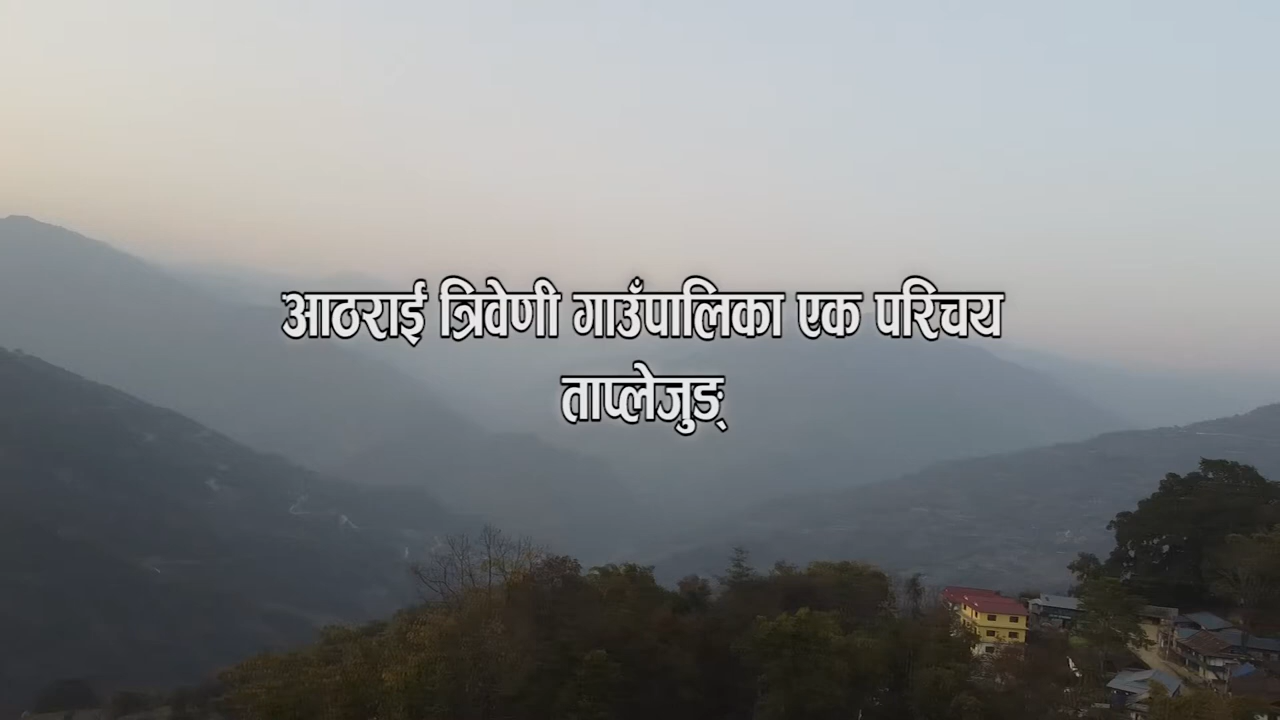 आठराई त्रिवेणी गाउँपालिका एक परिचय
ताप्लेजुङ्